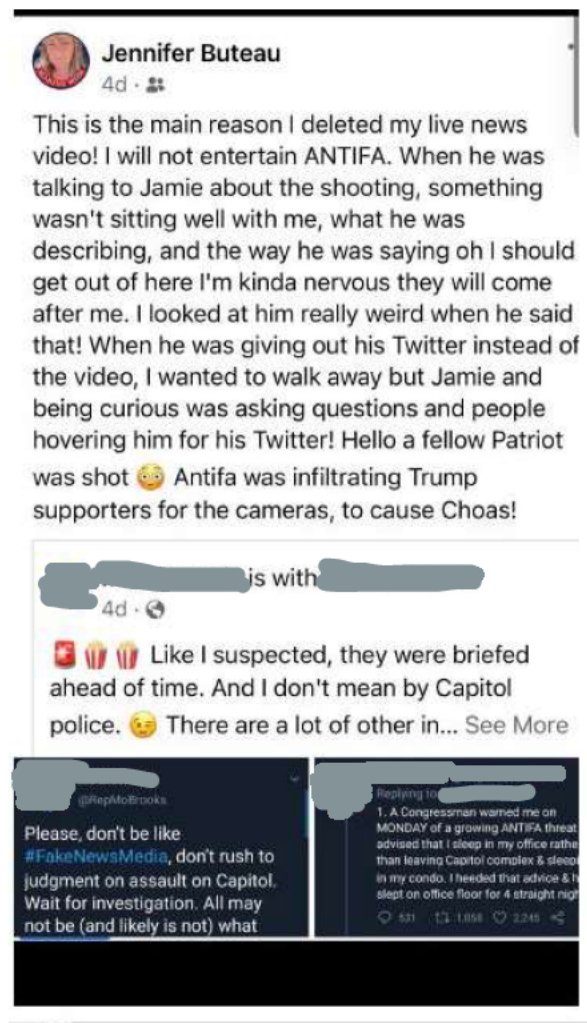 Jennifer Buteau
4d ·
This is the main reason I deleted my live news
video! I will not entertain ANTIFA. When he was
talking to Jamie about the shooting, something
wasn't sitting well with me, what he was
describing, and the way he was saying oh I should
get out of here I'm kinda nervous they will come
after me. I looked at him really weird when he said
that! When he was giving out his Twitter instead of
the video, I wanted to walk away but Jamie and
being curious was asking questions and people
hovering him for his Twitter! Hello a fellow Patriot
was shot 😳 Antifa was infiltrating Trump
supporters for the cameras, to cause Choas!
is with
4d ·
🚨🍿🍿 Like I suspected, they were briefed
ahead of time. And I don't mean by Capitol
police. 😉 There are a lot of other in... See More
@RepMoBrooks
Please, don't be like
#FakeNewsMedia, don't rush to
judgment on assault on Capitol.
Wait for investigation. All may
not be (and likely is not) what
Replying to
1. A Congressman warned me on
MONDAY of a growing ANTIFA threat
advised that I sleep in my office rathe
than leaving Capitol complex & sleepi
in my condo. I heeded that advice & h
slept on office floor for 4 straight nigh
531 1,058 2,245